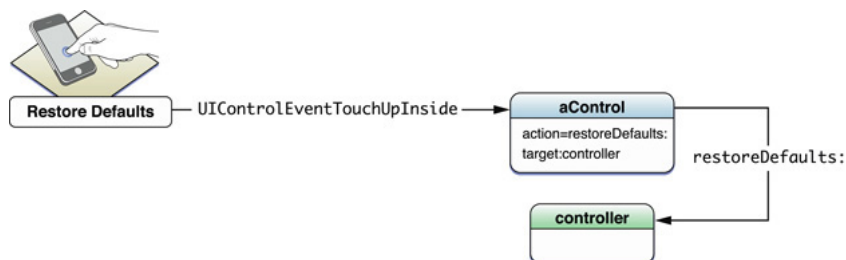 Restore Defaults
UIControlEventTouchUpInside
aControl
action=restoreDefaults:
target:controller
restoreDefaults:
controller